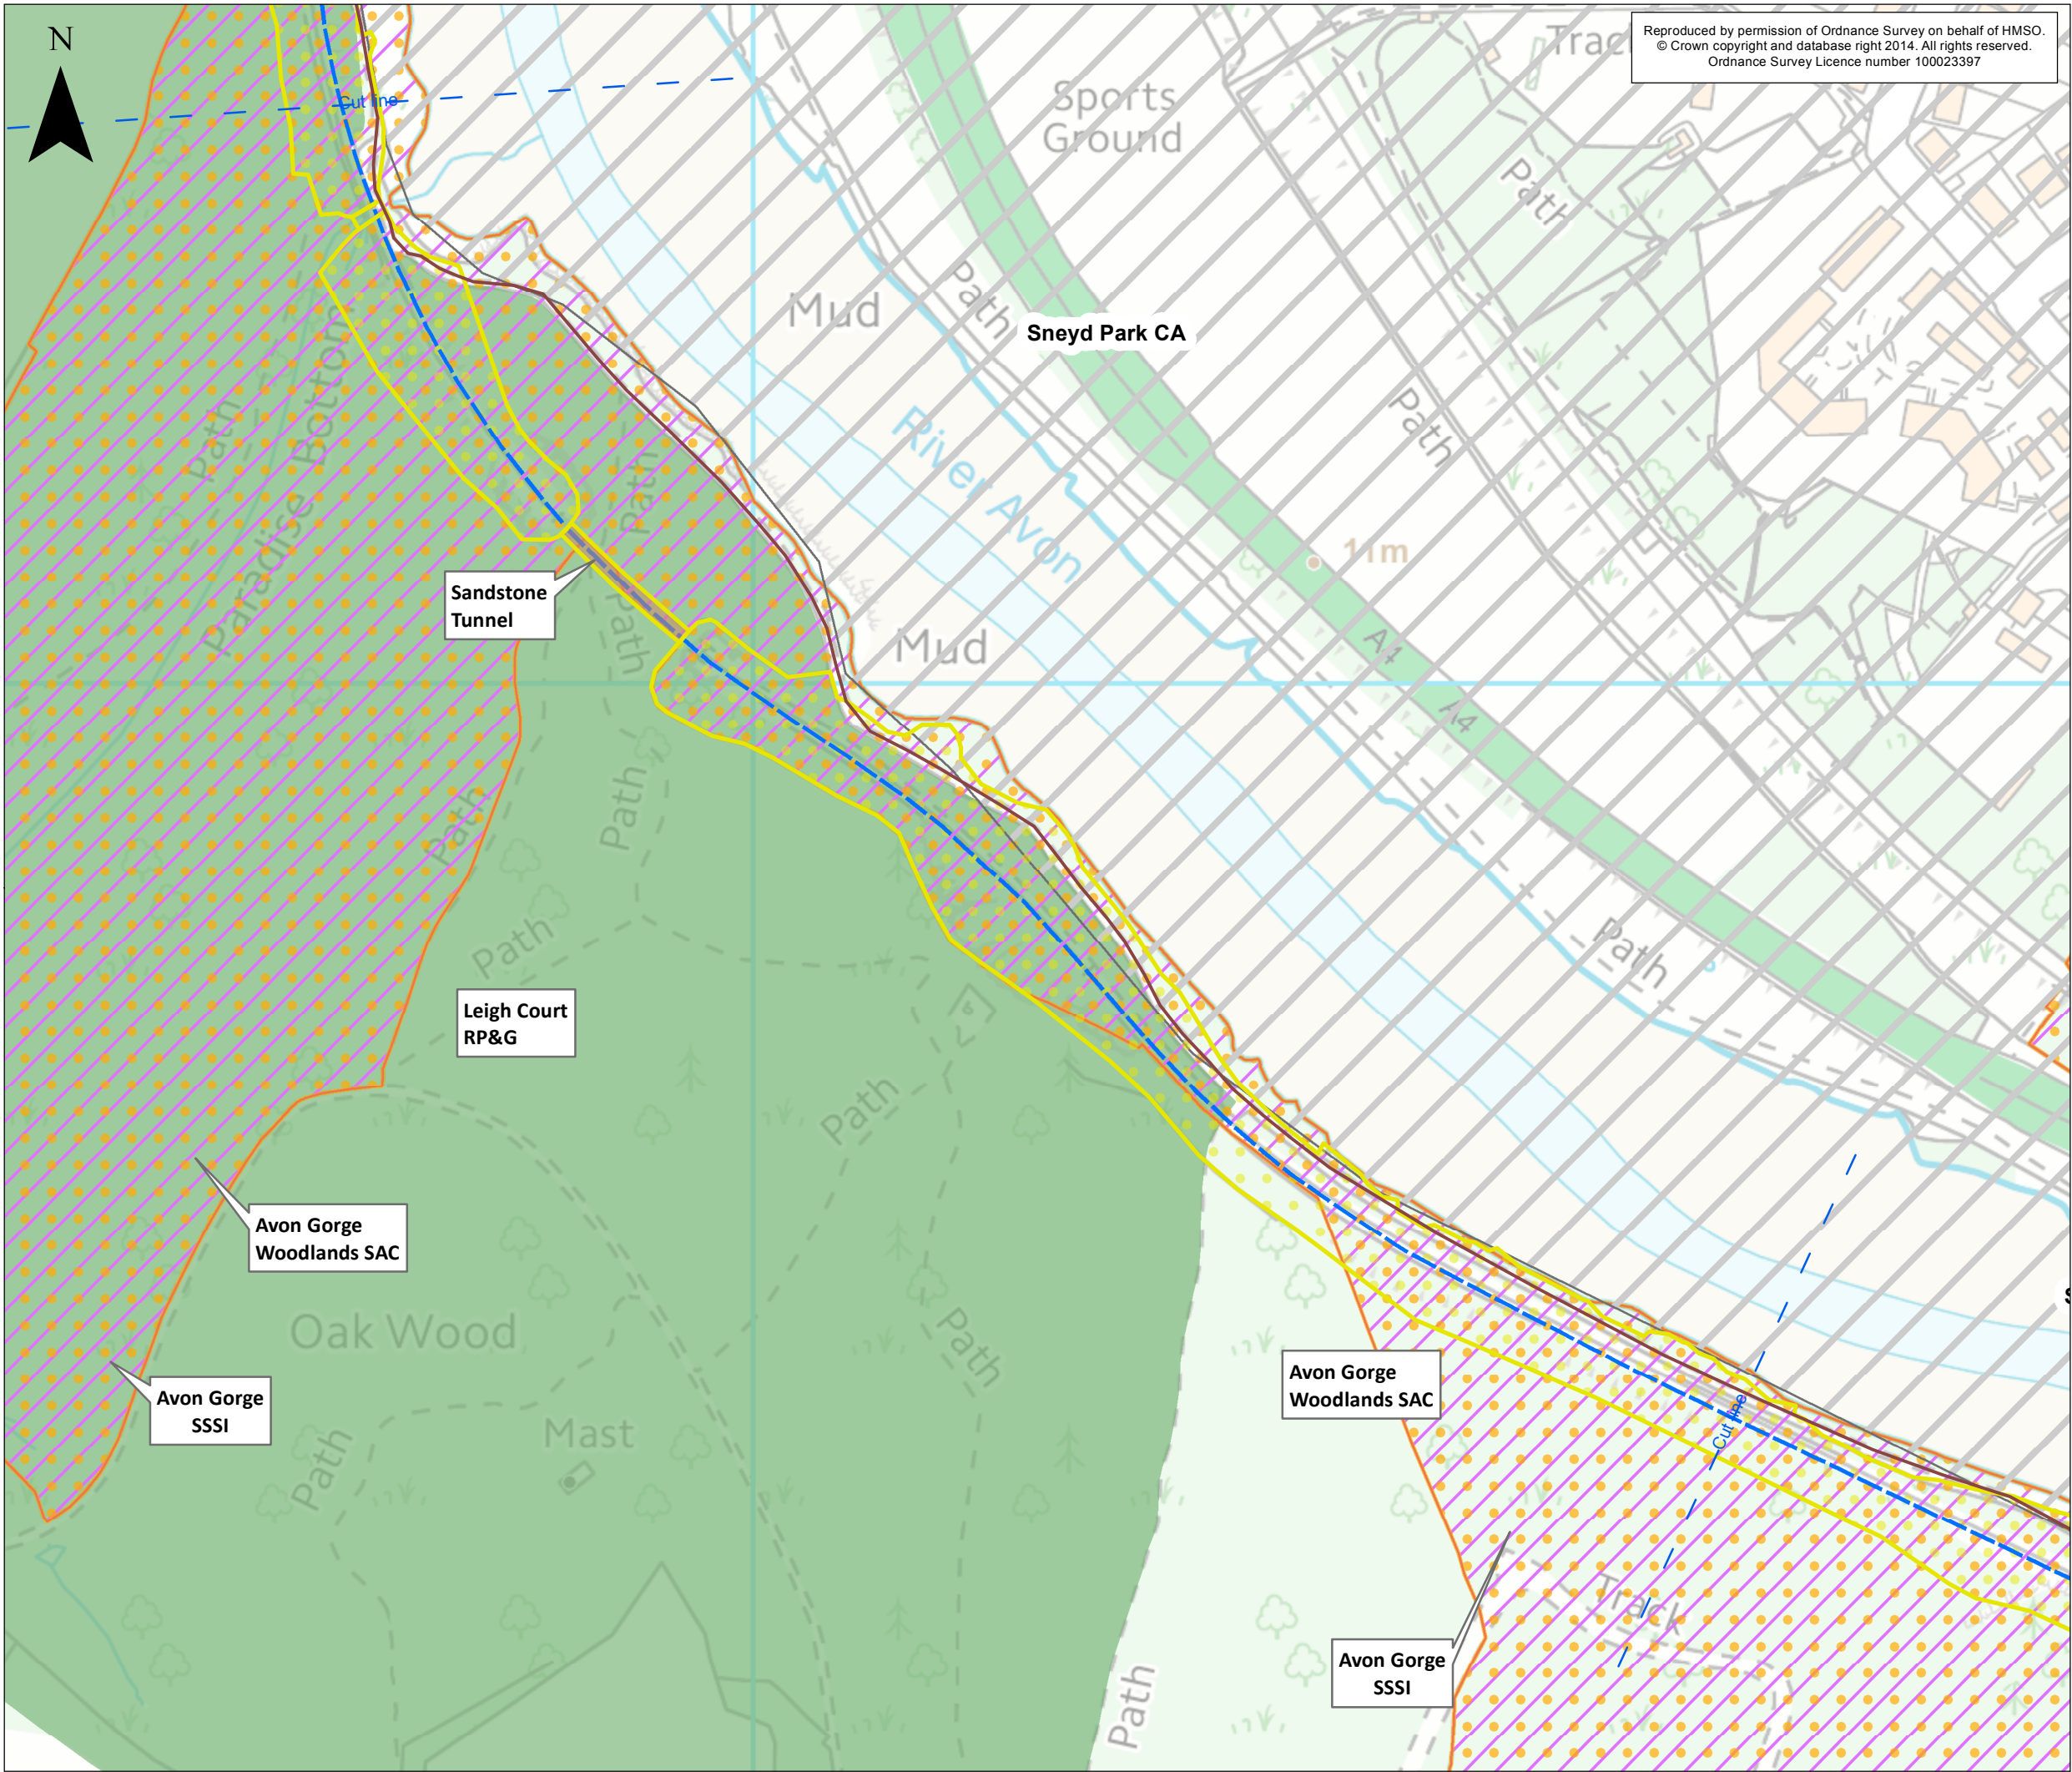 N
Reproduced by permission of Ordnance Survey on behalf of HMSO.
© Crown copyright and database right 2014. All rights reserved.
Ordnance Survey Licence number 100023397
Cut line
Sports
Ground
Path
Mud
Path
Sneyd Park CA
Path
Path
Paradise Bottom
Path
River Avon
11m
Sandstone
Tunnel
Path
Mud
A4
A4
Path
Path
Path
Path
Leigh Court
RP&G
Path
Avon Gorge
Woodlands SAC
Oak Wood
Path
Avon Gorge
SSSI
Mast
Path
Avon Gorge
Woodlands SAC
Cut line
Track
Avon Gorge
SSSI
Path